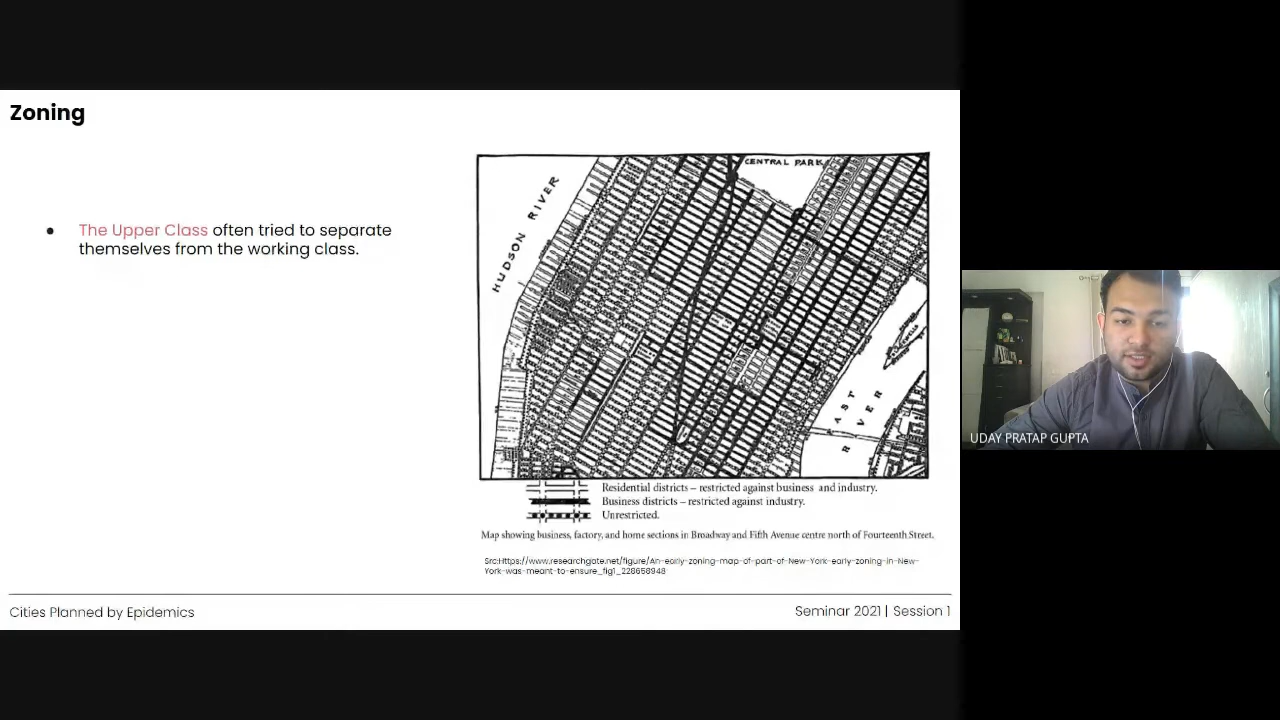 Zoning
● The Upper Class often tried to separate
themselves from the working class.
CENTRAL PARK
HUDSON RIVER
EAST
RIVER
Residential districts – restricted against business and industry.
Business districts – restricted against industry.
Unrestricted.
Map showing business, factory, and home sections in Broadway and Fifth Avenue centre north of Fourteenth Street.
Src:Https://www.researchgate.net/figure/An-early-zoning-map-of-part-of-New-York-early-zoning-in-New-
York-was-meant-to-ensure_fig1_228658948
Cities Planned by Epidemics
Seminar 2021 | Session 1
UDAY PRATAP GUPTA